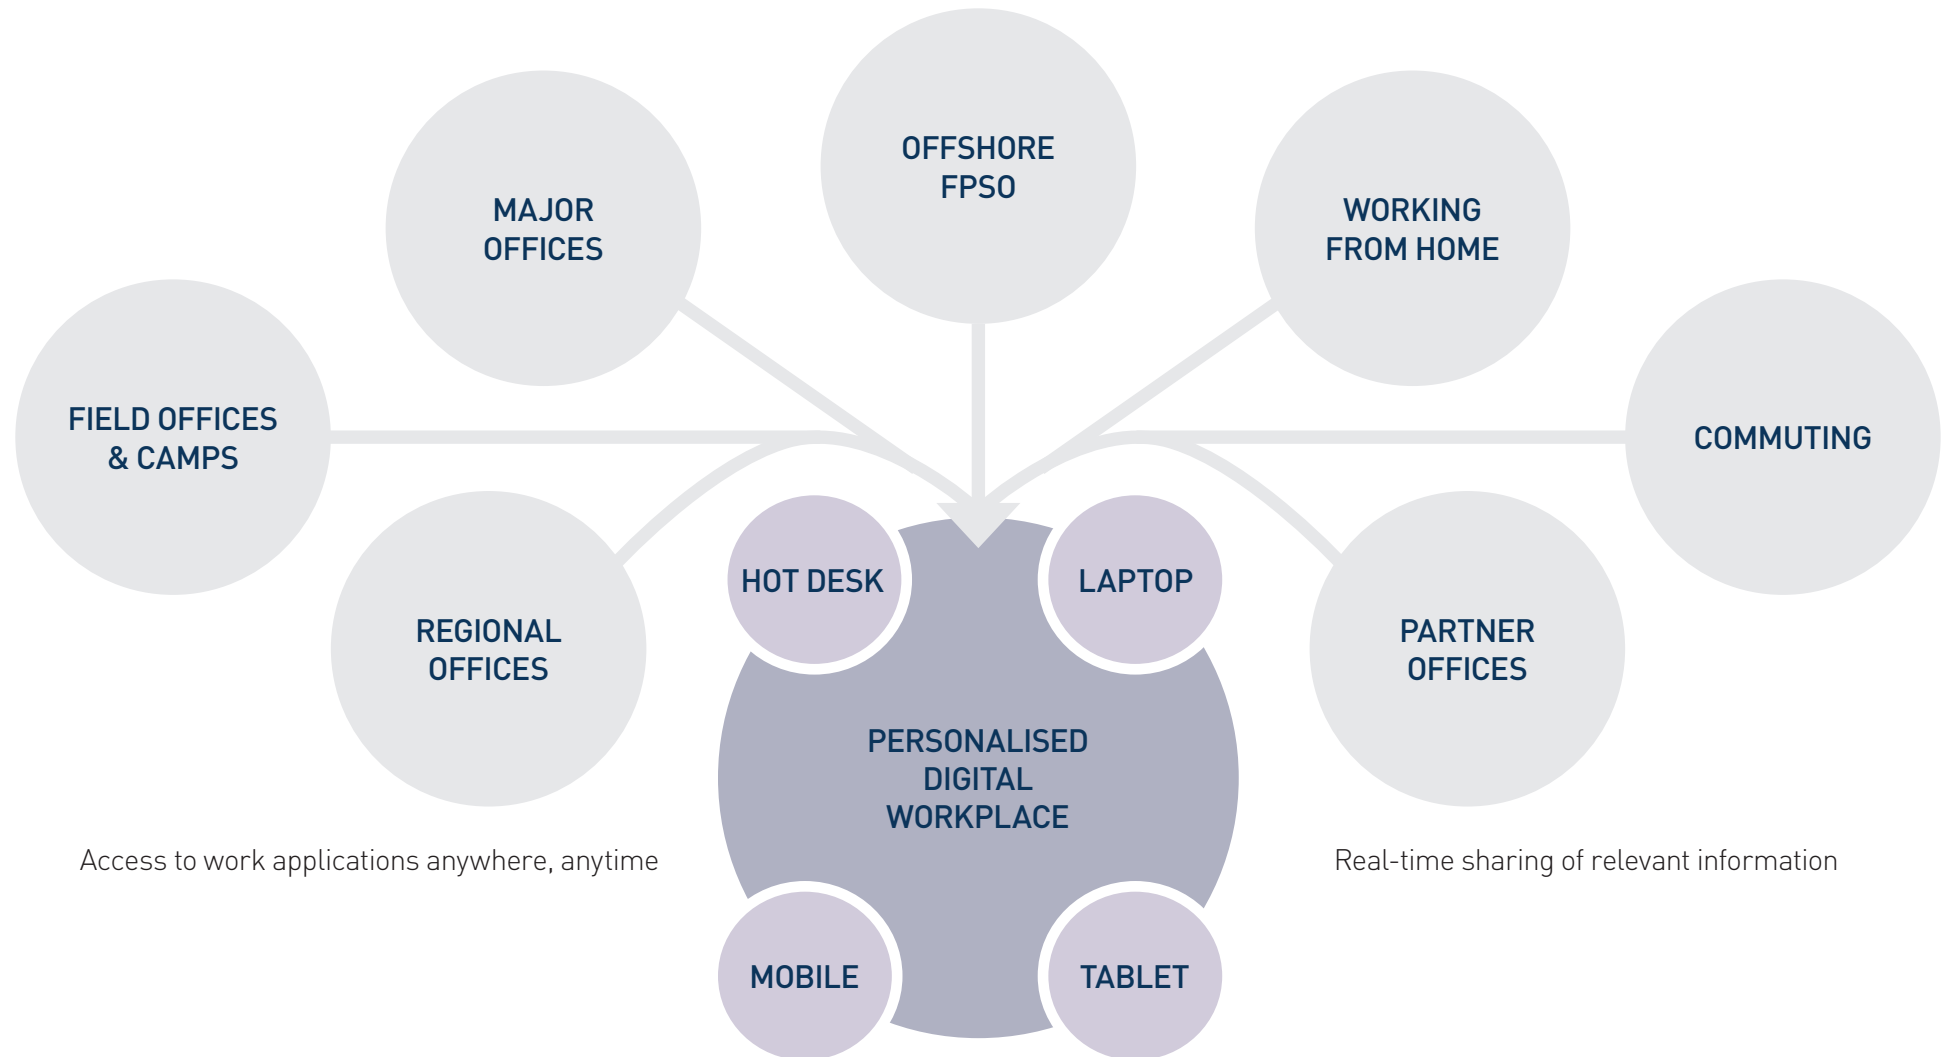 OFFSHORE
FPSO
MAJOR
OFFICES
WORKING
FROM HOME
FIELD OFFICES
& CAMPS
COMMUTING
REGIONAL
OFFICES
HOT DESK
LAPTOP
PARTNER
OFFICES
PERSONALISED
DIGITAL
WORKPLACE
Access to work applications anywhere, anytime
Real-time sharing of relevant information
MOBILE
TABLET